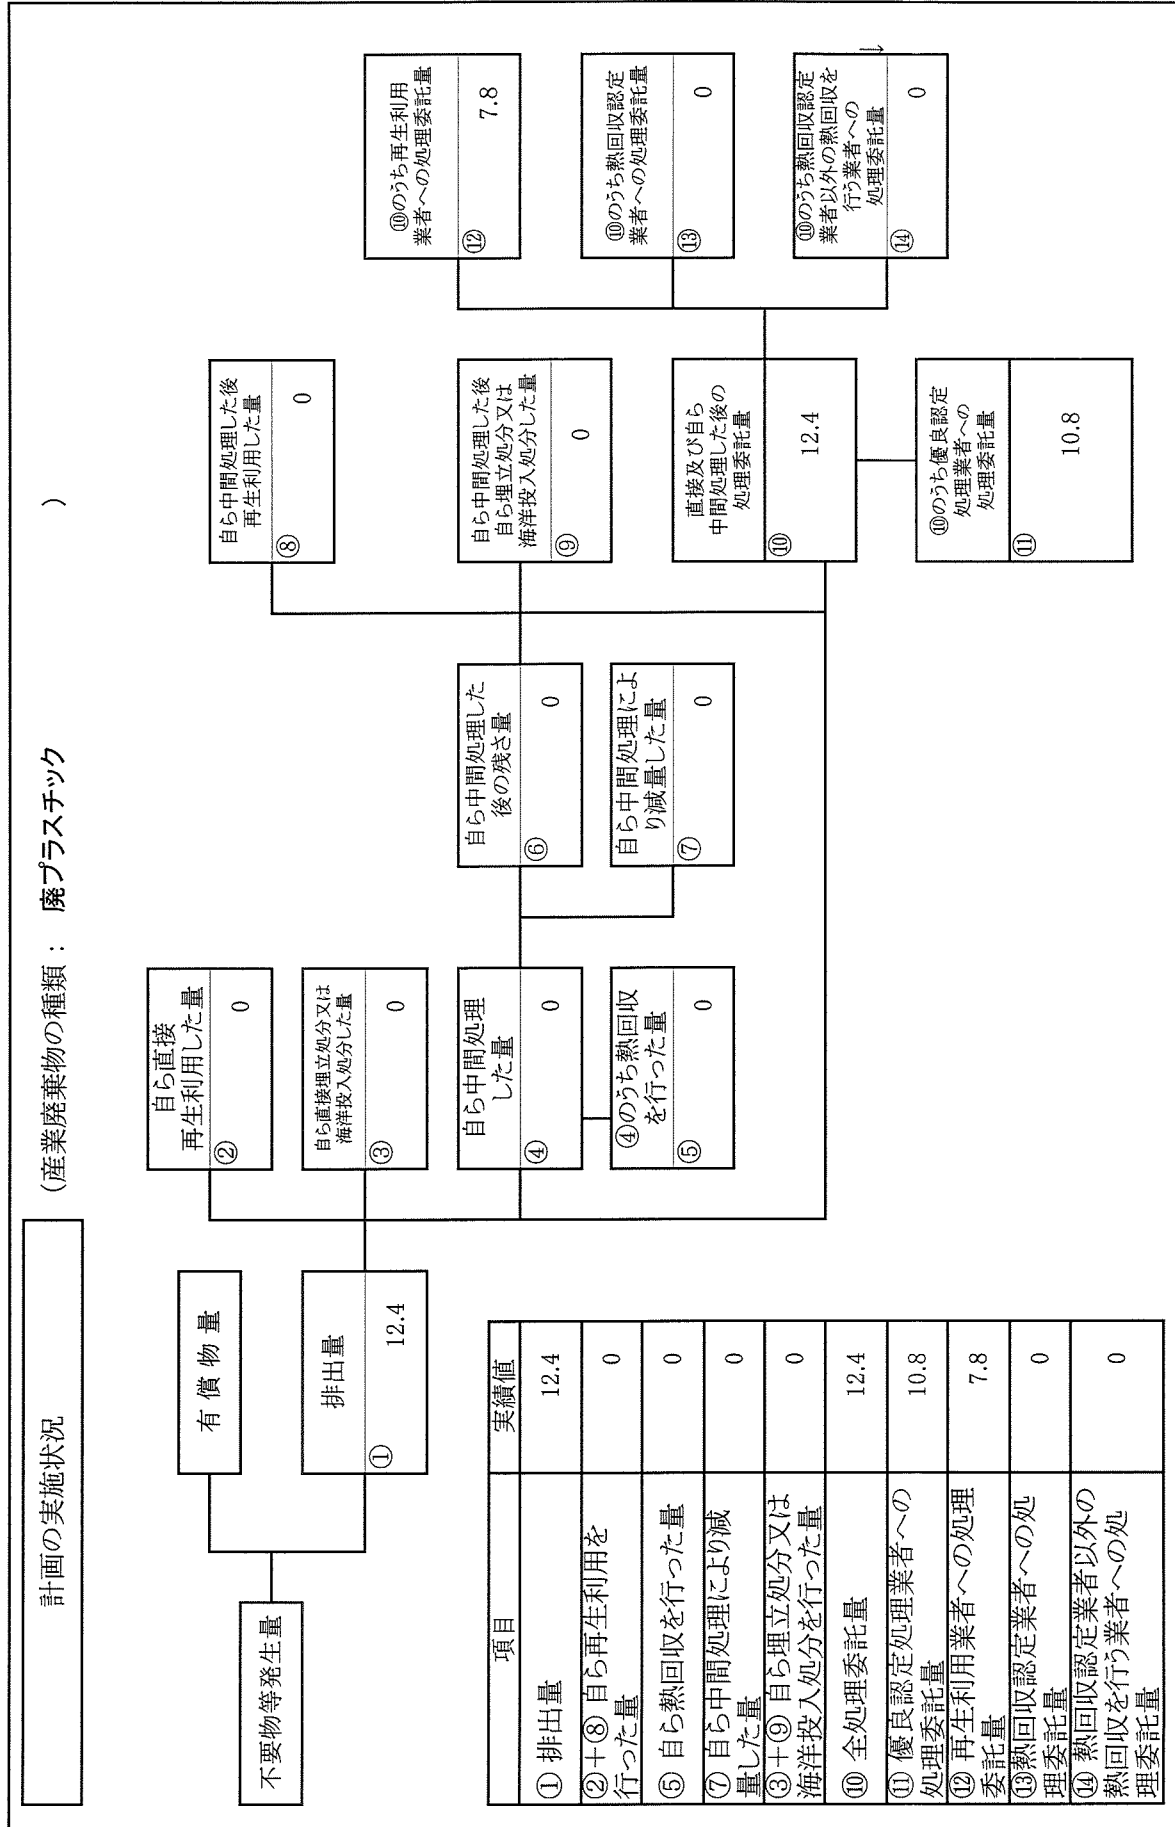 計画の実施状況
(産業廃棄物の種類： 廃プラスチック )
不要物等発生量
有 償 物 量
排出量
① 12.4
自ら直接
再生利用した量
② 0
自ら直接埋立処分又は
海洋投入処分した量
③ 0
自ら中間処理
した量
④ 0
④のうち熱回収
を行った量
⑤ 0
自ら中間処理した
後の残さ量
⑥ 0
自ら中間処理によ
り減量した量
⑦ 0
自ら中間処理した後
再生利用した量
⑧ 0
自ら中間処理した後
自ら埋立処分又は
海洋投入処分した量
⑨ 0
直接及び自ら
中間処理した後の
処理委託量
⑩ 12.4
⑩のうち優良認定
処理業者への
処理委託量
⑪ 10.8
⑩のうち再生利用
業者への処理委託量
⑫ 7.8
⑩のうち熱回収認定
業者への処理委託量
⑬ 0
⑩のうち熱回収認定
業者以外の熱回収を
行う業者への
処理委託量
⑭ 0
項目 実績値
① 排出量 12.4
②＋⑧ 自ら再生利用を
行った量 0
⑤ 自ら熱回収を行った量 0
⑦ 自ら中間処理により減
量した量 0
③＋⑨ 自ら埋立処分又は
海洋投入処分を行った量 0
⑩ 全処理委託量 12.4
⑪ 優良認定処理業者への
処理委託量 10.8
⑫ 再生利用業者への処理
委託量 7.8
⑬熱回収認定業者への処
理委託量 0
⑭ 熱回収認定業者以外の
熱回収を行う業者への処
理委託量 0